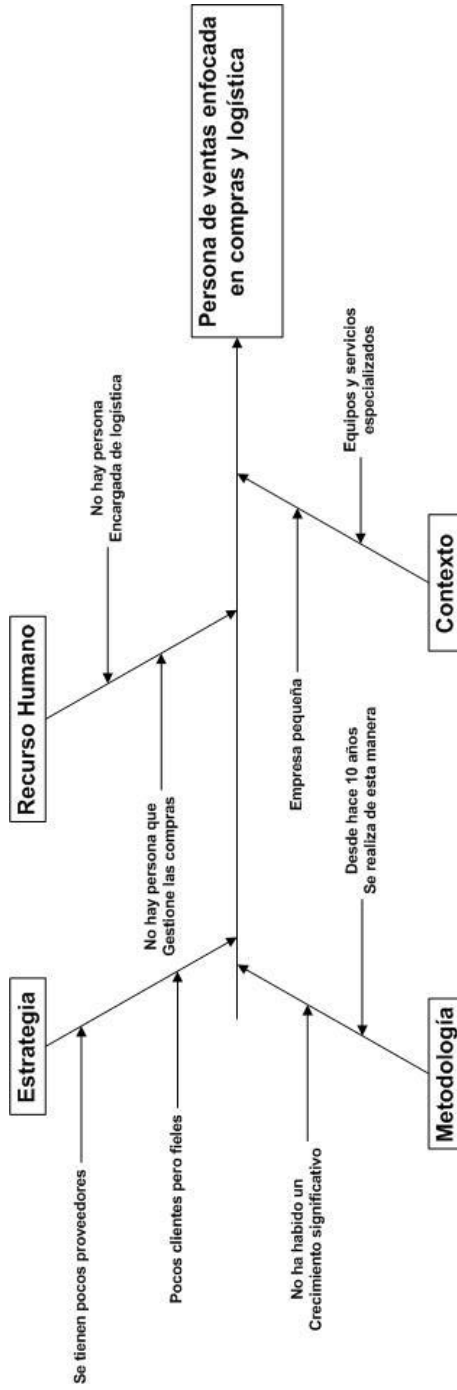 Estrategia
Se tienen pocos proveedores
Pocos clientes pero fieles
Recurso Humano
No hay persona
Encargada de logística
No hay persona que
Gestione las compras
Persona de ventas enfocada
en compras y logística
Metodología
No ha habido un
Crecimiento significativo
Desde hace 10 años
Se realiza de esta manera
Contexto
Empresa pequeña
Equipos y servicios
especializados